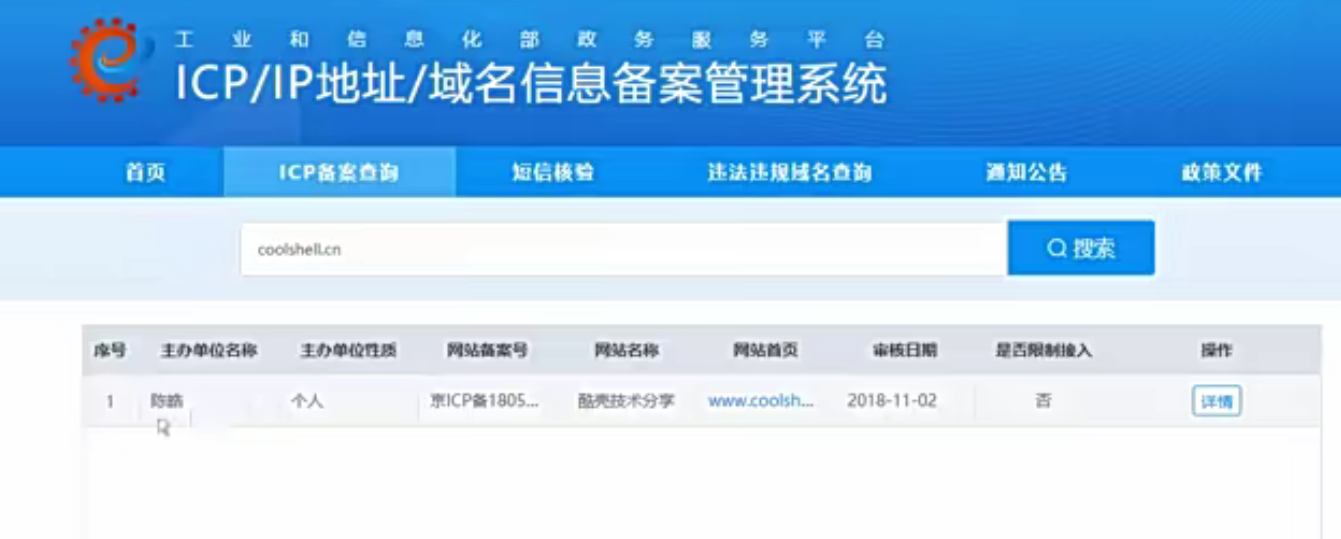 工业和信息化部政务服务平台
ICP/IP地址/域名信息备案管理系统
首页 ICP备案查询 短信核验 违法违规域名查询 通知公告 政策文件
coolshell.cn 搜索
序号 主办单位名称 主办单位性质 网站备案号 网站名称 网站首页 审核日期 是否限制接入 操作
1 陈皓 个人 京ICP备1805... 酷壳技术分享 www.coolsh... 2018-11-02 否 详情